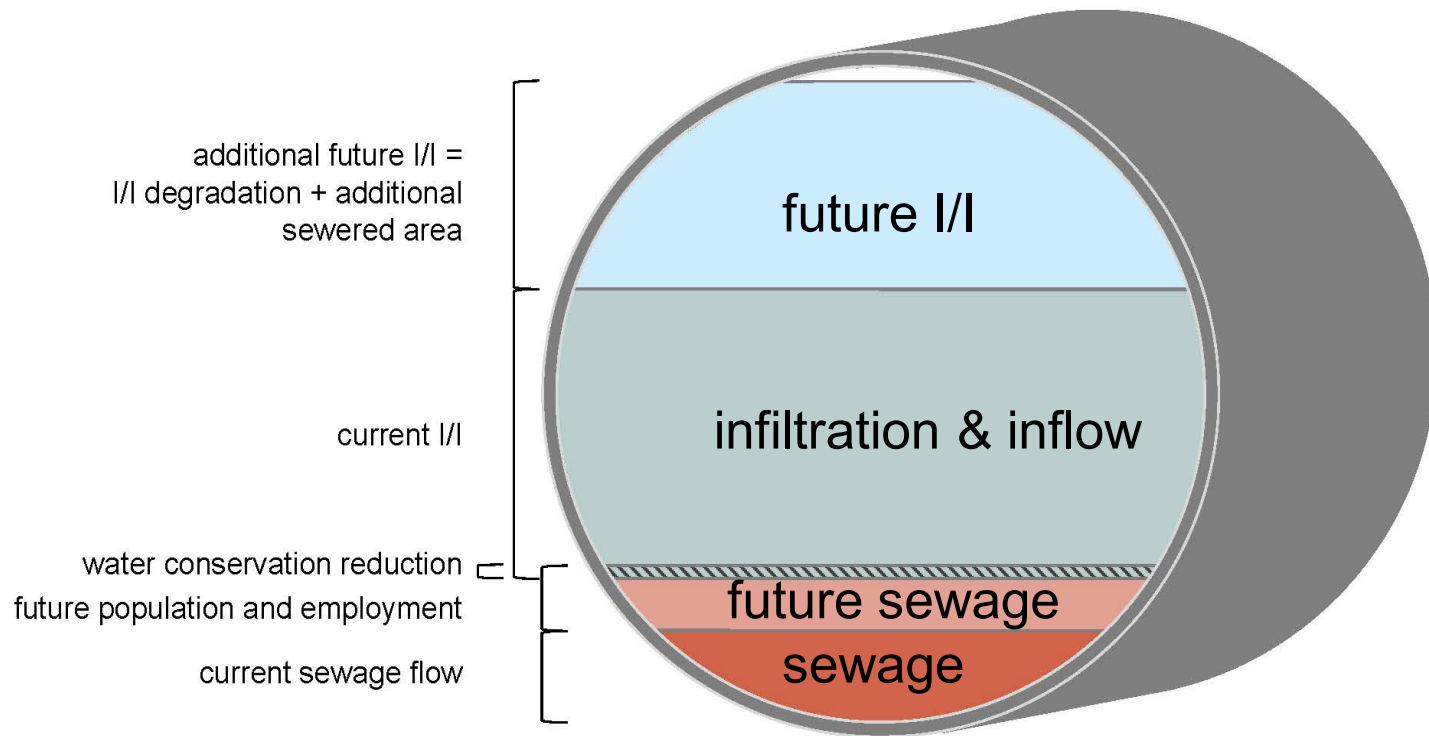 additional future I/I =
I/I degradation + additional
sewered area
future I/I
current I/I
infiltration & inflow
water conservation reduction
future population and employment
future sewage
current sewage flow
sewage